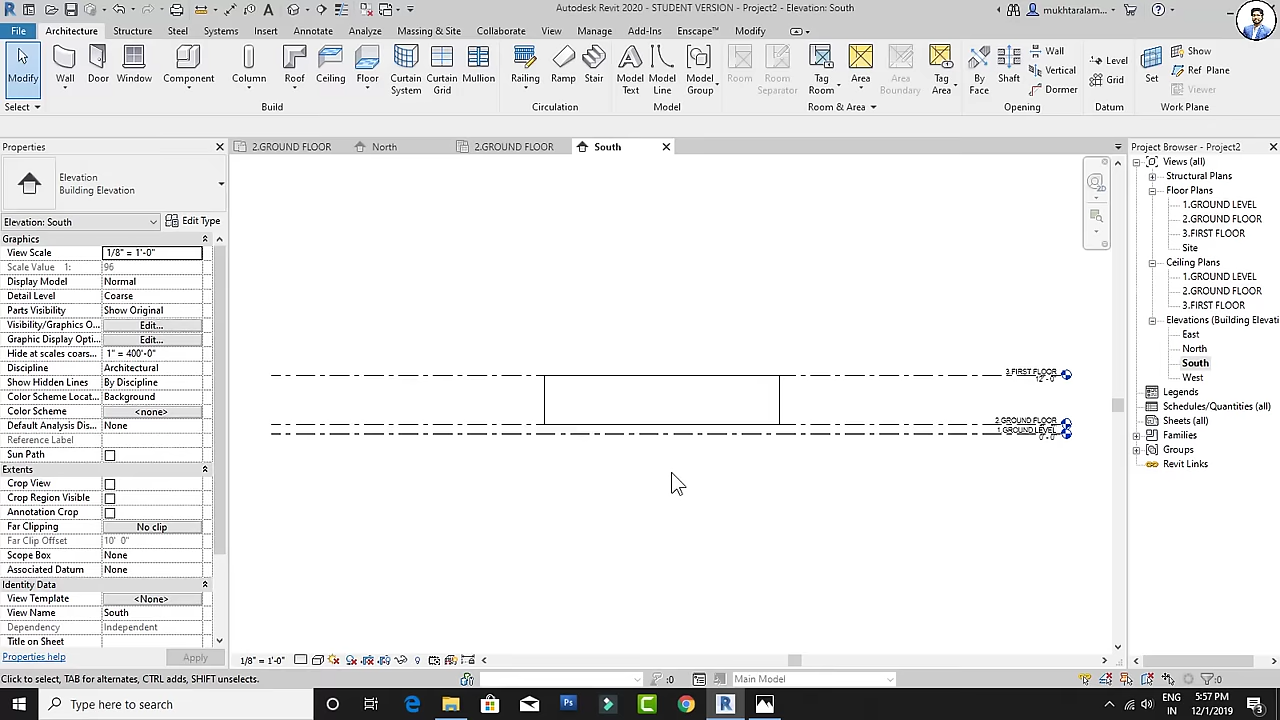 Autodesk Revit 2020 - STUDENT VERSION - Project2 - Elevation: South
mukhtaralam...
File Architecture Structure Steel Systems Insert Annotate Analyze Massing & Site Collaborate View Manage Add-Ins Enscape™ Modify
Modify Wall Door Window Component Column Roof Ceiling Floor Curtain System Curtain Grid Mullion Railing Ramp Stair Model Text Model Line Model Group Room Room Separator Tag Room Area Area Boundary Tag Area By Face Shaft Wall Vertical Dormer Level Grid Set Show Ref Plane Viewer
Select Build Circulation Model Room & Area Opening Datum Work Plane
Properties
2.GROUND FLOOR North 2.GROUND FLOOR South
Project Browser - Project2
Elevation
Building Elevation
Elevation: South Edit Type
Graphics
View Scale 1/8" = 1'-0"
Scale Value 1: 96
Display Model Normal
Detail Level Coarse
Parts Visibility Show Original
Visibility/Graphics O... Edit...
Graphic Display Opti... Edit...
Hide at scales coars... 1" = 400'-0"
Discipline Architectural
Show Hidden Lines By Discipline
Color Scheme Locat... Background
Color Scheme <none>
Default Analysis Dis... None
Reference Label
Sun Path
Extents
Crop View
Crop Region Visible
Annotation Crop
Far Clipping No clip
Far Clip Offset 10' 0"
Scope Box None
Associated Datum None
Identity Data
View Template <None>
View Name South
Dependency Independent
Title on Sheet
Properties help Apply
3.FIRST FLOOR
12' - 0"
2.GROUND FLOOR
1.GROUND LEVEL
0' - 0"
2D
Views (all)
Structural Plans
Floor Plans
1.GROUND LEVEL
2.GROUND FLOOR
3.FIRST FLOOR
Site
Ceiling Plans
1.GROUND LEVEL
2.GROUND FLOOR
3.FIRST FLOOR
Elevations (Building Elevat
East
North
South
West
Legends
Schedules/Quantities (all)
Sheets (all)
Families
Groups
Revit Links
1/8" = 1'-0"
Click to select, TAB for alternates, CTRL adds, SHIFT unselects.
:0 Main Model :0
Type here to search
ENG
IN
5:57 PM
12/1/2019
3